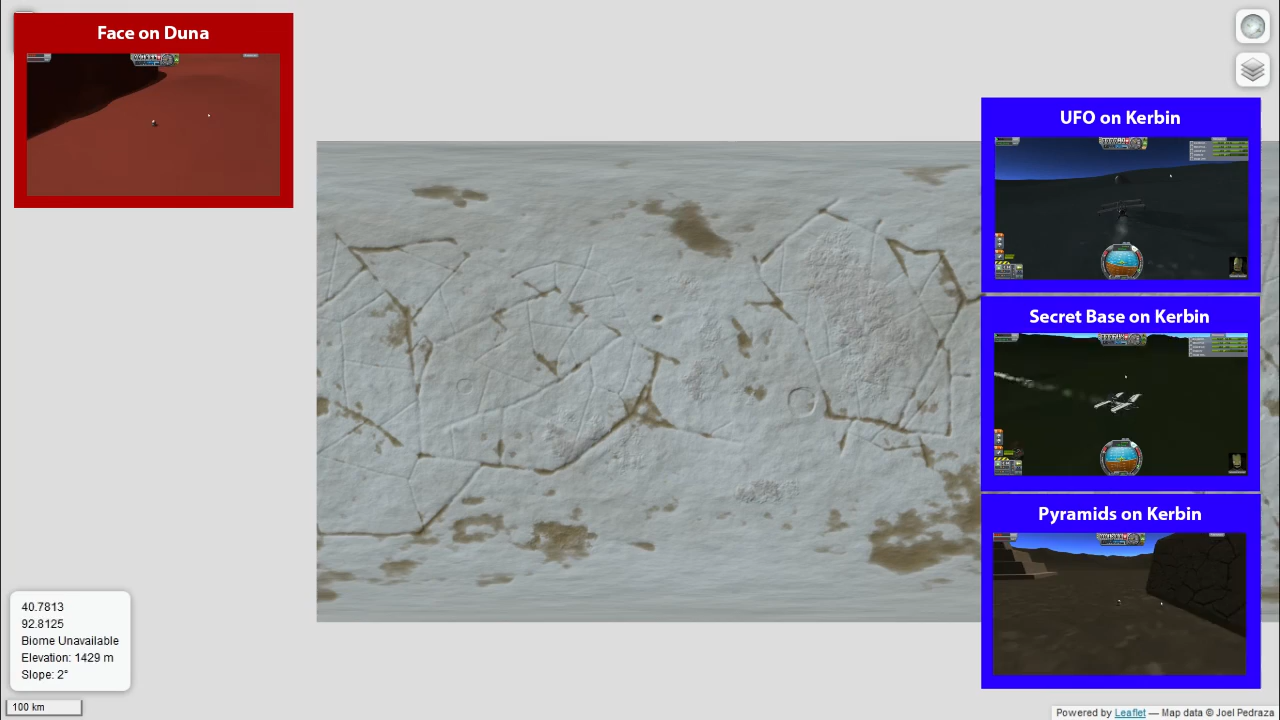 Face on Duna
UFO on Kerbin
Secret Base on Kerbin
Pyramids on Kerbin
40.7813
92.8125
Biome Unavailable
Elevation: 1429 m
Slope: 2°
100 km
Powered by Leaflet — Map data © Joel Pedraza